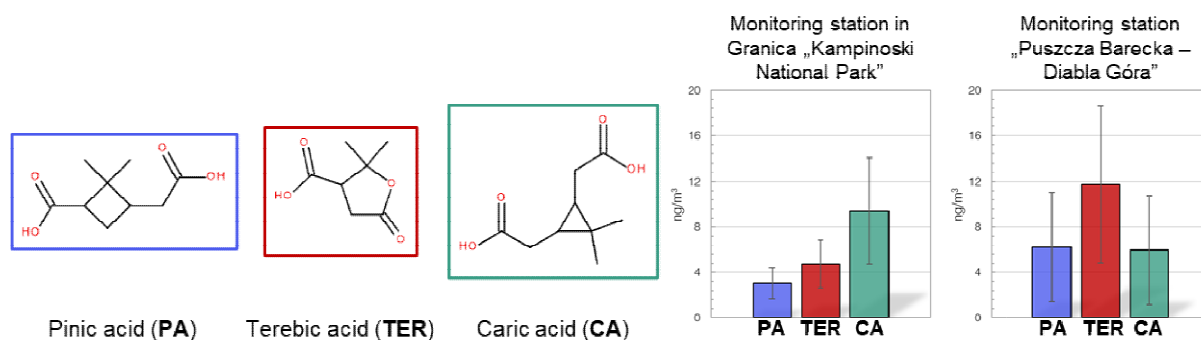 O
HO
O
OH
Pinic acid (PA)
O
HO
O
O
Terebic acid (TER)
O
OH
O
HO
Caric acid (CA)
Monitoring station in
Granica „Kampinoski
National Park”
20
16
12
8
4
0
ng/m³
PA TER CA
Monitoring station
„Puszcza Barecka –
Diabla Góra”
20
16
12
8
4
0
ng/m³
PA TER CA